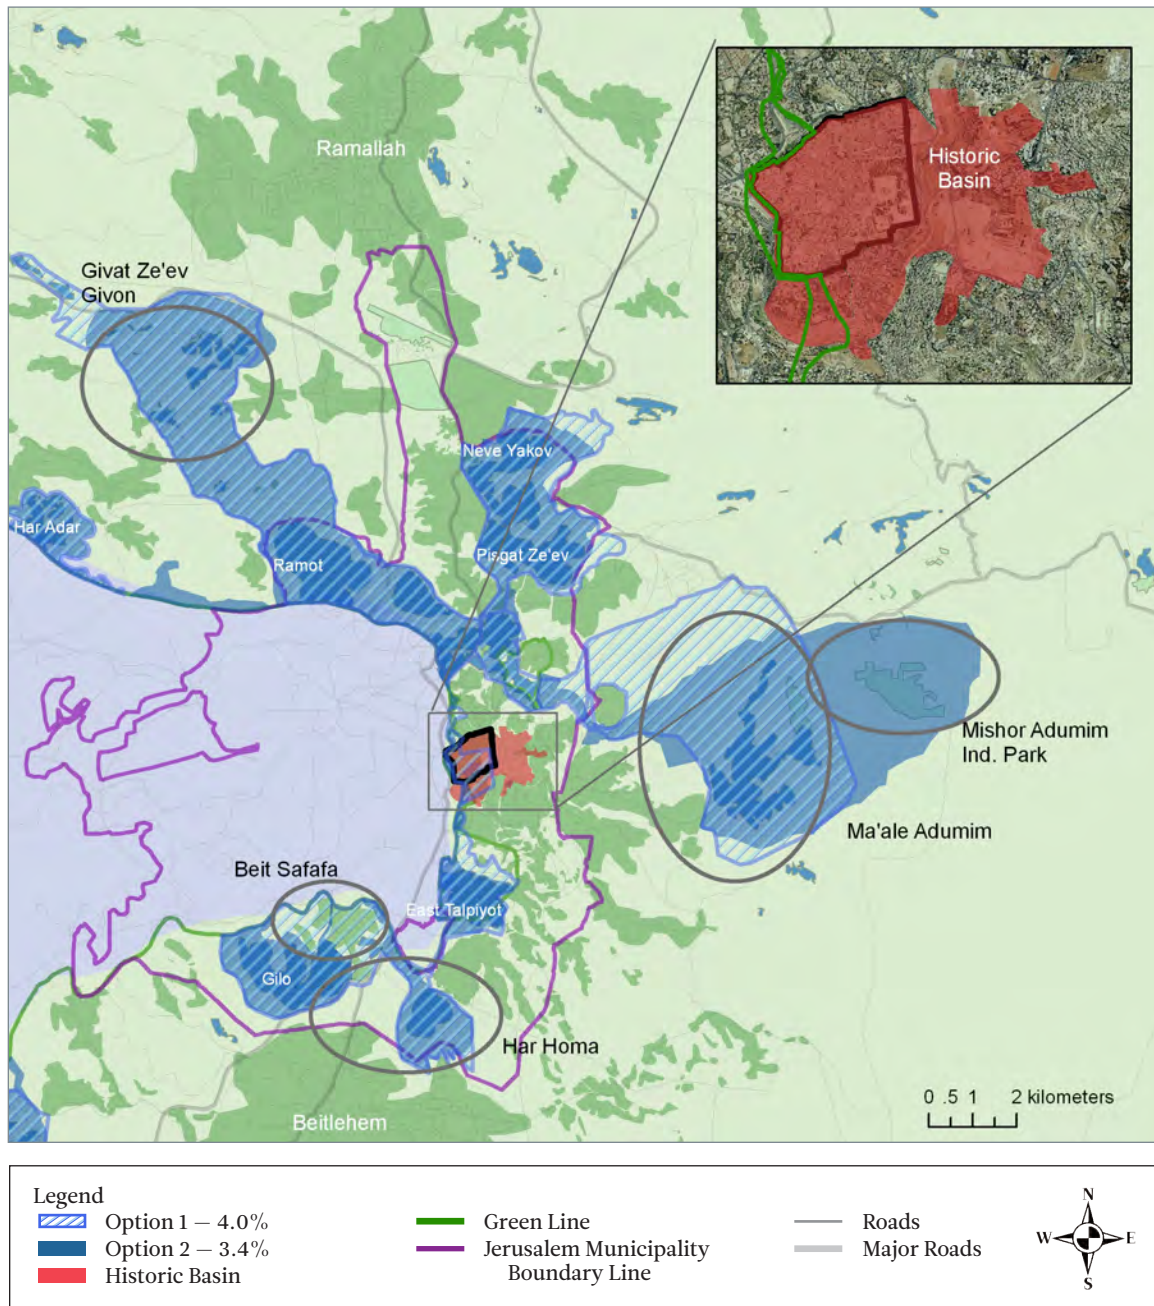 Ramallah
Historic
Basin
Givat Ze'ev
Givon
Neve Yakov
Har Adar
Pisgat Ze'ev
Ramot
Mishor Adumim
Ind. Park
Ma'ale Adumim
Beit Safafa
East Talpiyot
Gilo
Har Homa
0 .5 1 2 kilometers
Beitlehem
Legend
Option 1 – 4.0%
Option 2 – 3.4%
Historic Basin
Green Line
Jerusalem Municipality
Boundary Line
Roads
Major Roads
N
W E
S